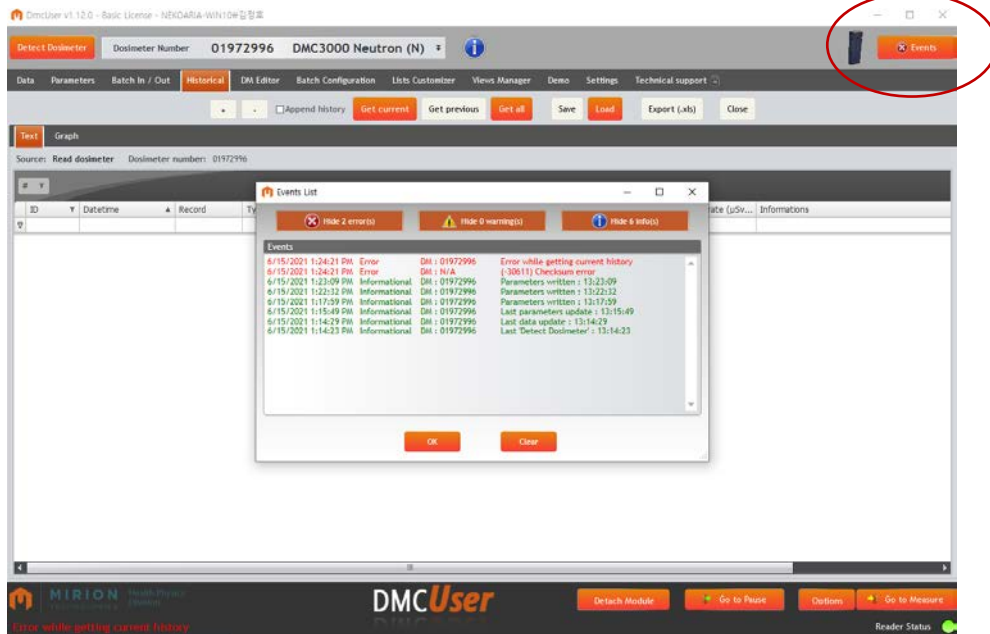 DmcUser v1.12.0 - Basic License - NEKDARIA-WIN10#김정호
Detect Dosimeter Dosimeter Number 01972996 DMC3000 Neutron (N) Events
Data Parameters Batch In / Out Historical DM Editor Batch Configuration Lists Customizer Views Manager Demo Settings Technical support
+ - Append history Get current Get previous Get all Save Load Export (.xls) Close
Text Graph
Source: Read dosimeter Dosimeter number: 01972996
#
Events List
ID Datetime Record Ty rate (µSv... Informations
Hide 2 error(s) Hide 0 warning(s) Hide 6 info(s)
Events
6/15/2021 1:24:21 PM Error DM : 01972996 Error while getting current history
6/15/2021 1:24:21 PM Error DM : N/A (-30611) Checksum error
6/15/2021 1:23:09 PM Informational DM : 01972996 Parameters written : 13:23:09
6/15/2021 1:22:32 PM Informational DM : 01972996 Parameters written : 13:22:32
6/15/2021 1:17:59 PM Informational DM : 01972996 Parameters written : 13:17:59
6/15/2021 1:15:49 PM Informational DM : 01972996 Last parameters update : 13:15:49
6/15/2021 1:14:29 PM Informational DM : 01972996 Last data update : 13:14:29
6/15/2021 1:14:23 PM Informational DM : 01972996 Last 'Detect Dosimeter' : 13:14:23
OK Clear
MIRION TECHNOLOGIES Health Physics Division DMCUser Detach Module Go to Pause Options Go to Measure
Error while getting current history Reader Status